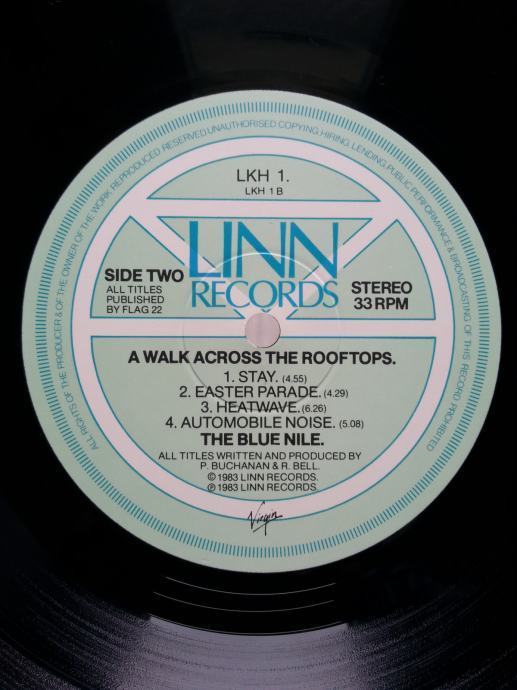 ALL RIGHTS OF THE PRODUCER & OF THE OWNER OF THE WORK REPRODUCED RESERVED UNAUTHORISED COPYING, HIRING, LENDING, PUBLIC PERFORMANCE & BROADCASTING OF THIS RECORD PROHIBITED
LKH 1.
LKH 1 B
LINN
RECORDS
SIDE TWO
ALL TITLES
PUBLISHED
BY FLAG 22
STEREO
33 RPM
A WALK ACROSS THE ROOFTOPS.
1. STAY. (4.55)
2. EASTER PARADE. (4.29)
3. HEATWAVE. (6.26)
4. AUTOMOBILE NOISE. (5.08)
THE BLUE NILE.
ALL TITLES WRITTEN AND PRODUCED BY
P. BUCHANAN & R. BELL.
© 1983 LINN RECORDS.
℗ 1983 LINN RECORDS.
Virgin